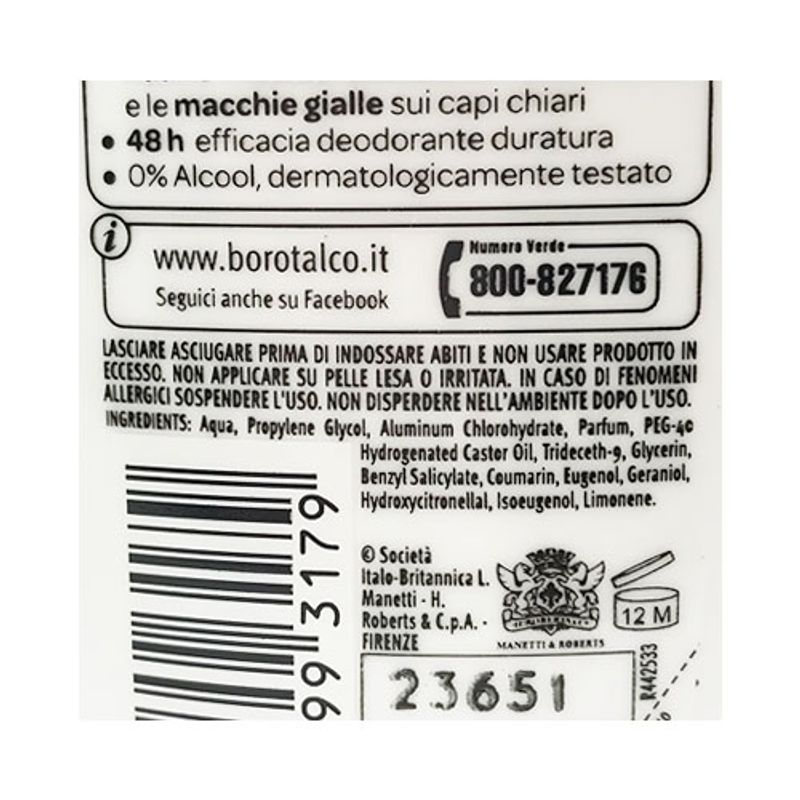 e le macchie gialle sui capi chiari
• 48 h efficacia deodorante duratura
• 0% Alcool, dermatologicamente testato
i
www.borotalco.it
Seguici anche su Facebook
Numero Verde
800-827176
LASCIARE ASCIUGARE PRIMA DI INDOSSARE ABITI E NON USARE PRODOTTO IN
ECCESSO. NON APPLICARE SU PELLE LESA O IRRITATA. IN CASO DI FENOMENI
ALLERGICI SOSPENDERE L'USO. NON DISPERDERE NELL'AMBIENTE DOPO L'USO.
INGREDIENTS: Aqua, Propylene Glycol, Aluminum Chlorohydrate, Parfum, PEG-40
Hydrogenated Castor Oil, Trideceth-9, Glycerin,
Benzyl Salicylate, Coumarin, Eugenol, Geraniol,
Hydroxycitronellal, Isoeugenol, Limonene.
99 3179
© Società
Italo-Britannica L.
Manetti - H.
Roberts & C.p.A. -
FIRENZE
MANETTI & ROBERTS
12 M
23651
R442533